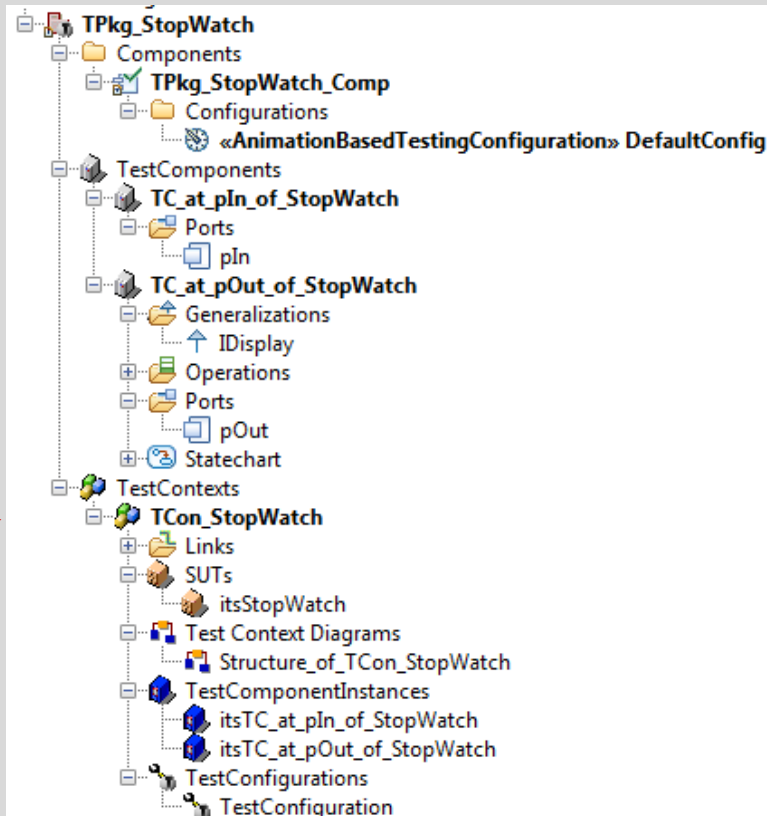 TPkg_StopWatch
Components
TPkg_StopWatch_Comp
Configurations
«AnimationBasedTestingConfiguration» DefaultConfig
TestComponents
TC_at_pIn_of_StopWatch
Ports
pIn
TC_at_pOut_of_StopWatch
Generalizations
IDisplay
Operations
Ports
pOut
Statechart
TestContexts
TCon_StopWatch
Links
SUTs
itsStopWatch
Test Context Diagrams
Structure_of_TCon_StopWatch
TestComponentInstances
itsTC_at_pIn_of_StopWatch
itsTC_at_pOut_of_StopWatch
TestConfigurations
TestConfiguration